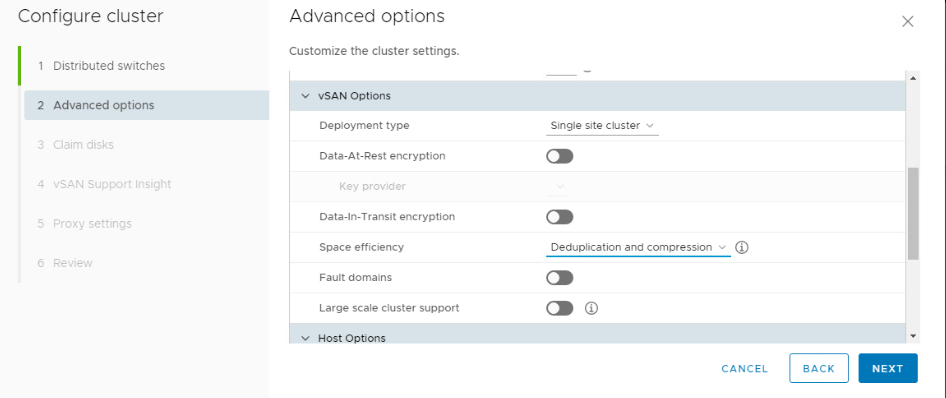 Configure cluster
1 Distributed switches
2 Advanced options
3 Claim disks
4 vSAN Support Insight
5 Proxy settings
6 Review
Advanced options
Customize the cluster settings.
vSAN Options
Deployment type Single site cluster
Data-At-Rest encryption
Key provider
Data-In-Transit encryption
Space efficiency Deduplication and compression
Fault domains
Large scale cluster support
Host Options
CANCEL BACK NEXT